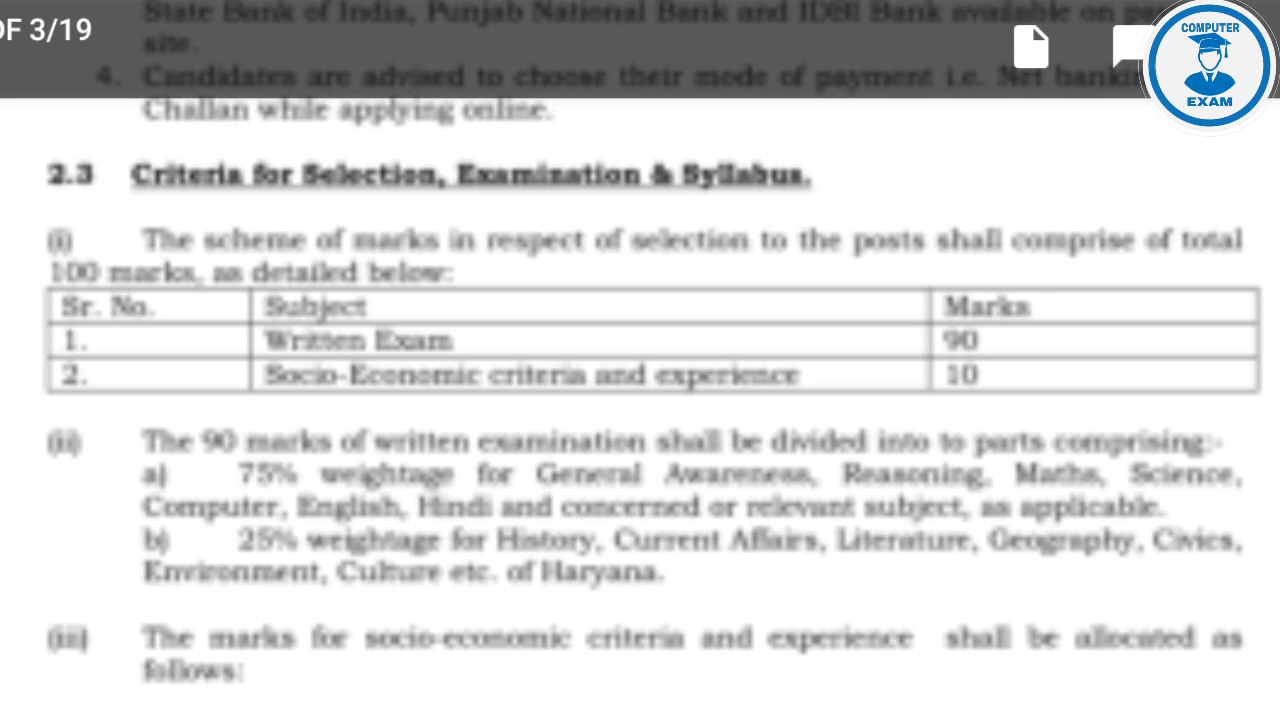 State Bank of India, Punjab National Bank and IDBI Bank available on
DF 3/19
site.
4. Candidates are advised to choose their mode of payment i.e. Net
Challan while applying online.
COMPUTER
EXAM
2.3 Criteria for Selection, Examination & Syllabus.
(i) The scheme of marks in respect of selection to the posts shall comprise of total
100 marks, as detailed below:
Sr. No. Subject Marks
1. Written Exam 90
2. Socio-Economic criteria and experience 10
(ii) The 90 marks of written examination shall be divided into to parts comprising:-
a) 75% weightage for General Awareness, Reasoning, Maths, Science,
Computer, English, Hindi and concerned or relevant subject, as applicable.
b) 25% weightage for History, Current Affairs, Literature, Geography, Civics,
Environment, Culture etc. of Haryana.
(iii) The marks for socio-economic criteria and experience shall be allocated as
follows: